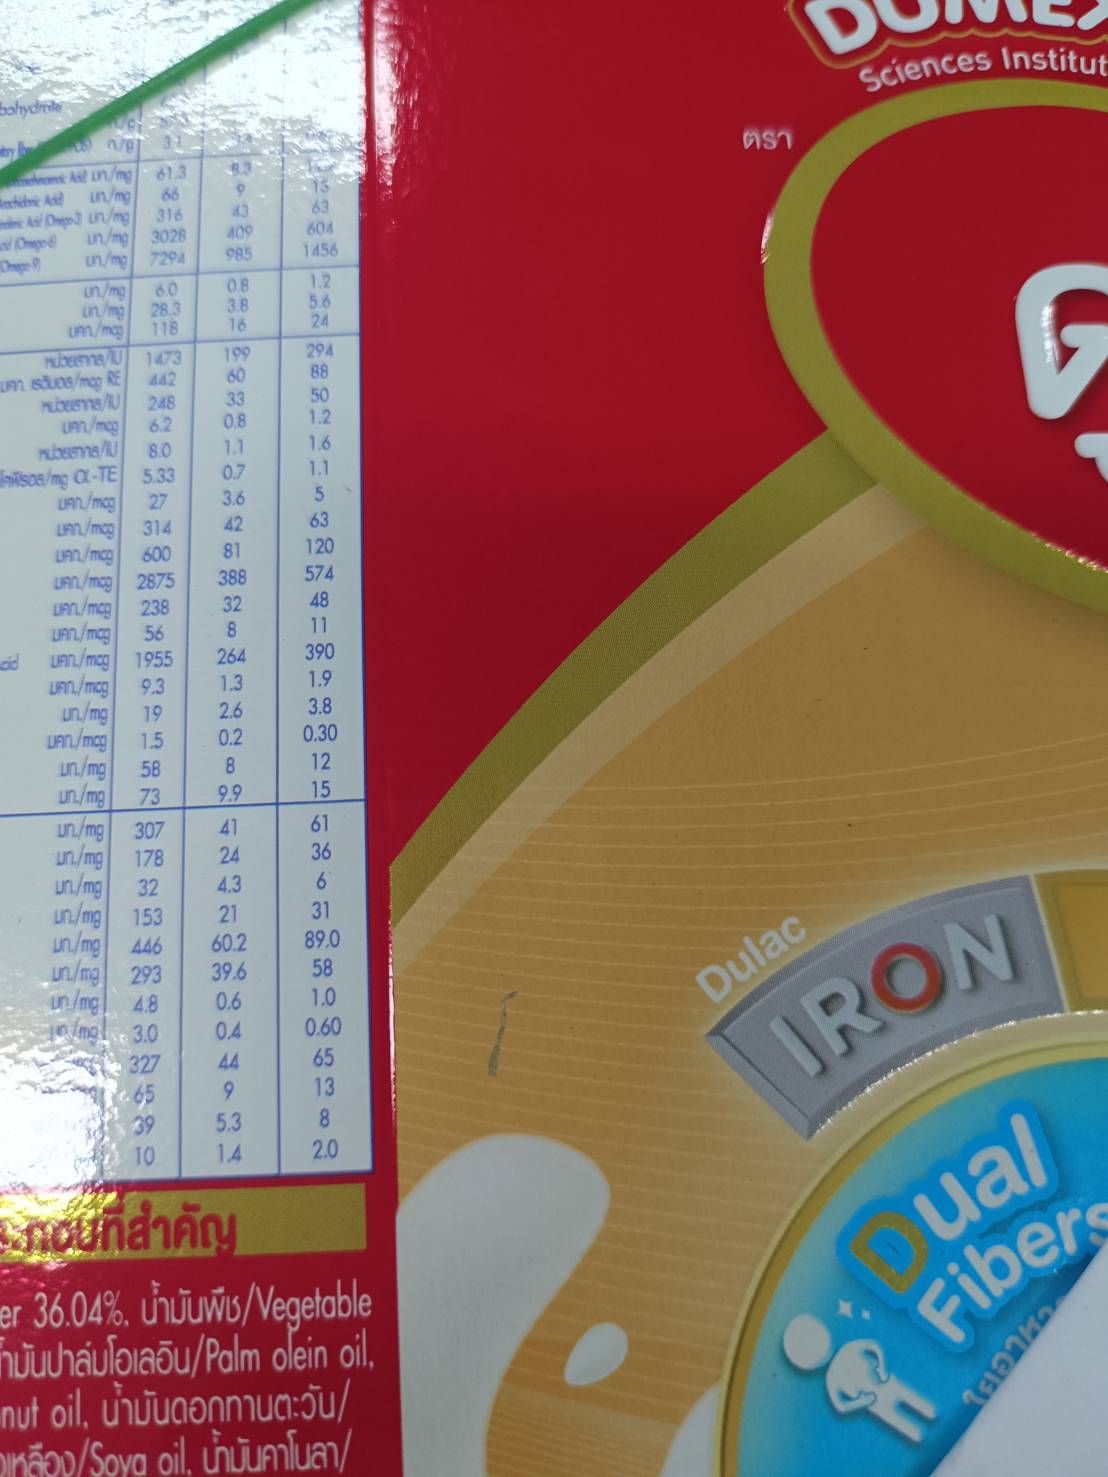 DUMEX
Sciences Institut
ตรา
bohydrate
61.3 8.3
มก./mg 66 9 15
มก./mg 316 43 63
มก./mg 3028 409 604
มก./mg 7294 985 1456
มก./mg 6.0 0.8 1.2
มก./mg 28.3 3.8 5.6
มคก./mcg 118 16 24
หน่วยสากล/IU 1473 199 294
มคก. เรตินอล/mcg RE 442 60 88
หน่วยสากล/IU 248 33 50
มคก./mcg 6.2 0.8 1.2
หน่วยสากล/IU 8.0 1.1 1.6
โคฟีรอล/mg α-TE 5.33 0.7 1.1
มคก./mcg 27 3.6 5
มคก./mcg 314 42 63
มคก./mcg 600 81 120
มคก./mcg 2875 388 574
มคก./mcg 238 32 48
มคก./mcg 56 8 11
cid มคก./mcg 1955 264 390
มคก./mcg 9.3 1.3 1.9
มก./mg 19 2.6 3.8
มคก./mcg 1.5 0.2 0.30
มก./mg 58 8 12
มก./mg 73 9.9 15
มก./mg 307 41 61
มก./mg 178 24 36
มก./mg 32 4.3 6
มก./mg 153 21 31
มก./mg 446 60.2 89.0
มก./mg 293 39.6 58
มก./mg 4.8 0.6 1.0
มก./mg 3.0 0.4 0.60
327 44 65
65 9 13
39 5.3 8
10 1.4 2.0
ะกอบที่สำคัญ
er 36.04%, น้ำมันพืช/Vegetable
้ำมันปาล์มโอเลอิน/Palm olein oil,
nut oil, น้ำมันดอกทานตะวัน/
เหลือง/Soya oil, น้ำมันคาโนลา/
Dulac
IRON
Dual
Fibers
ใยอาหาร